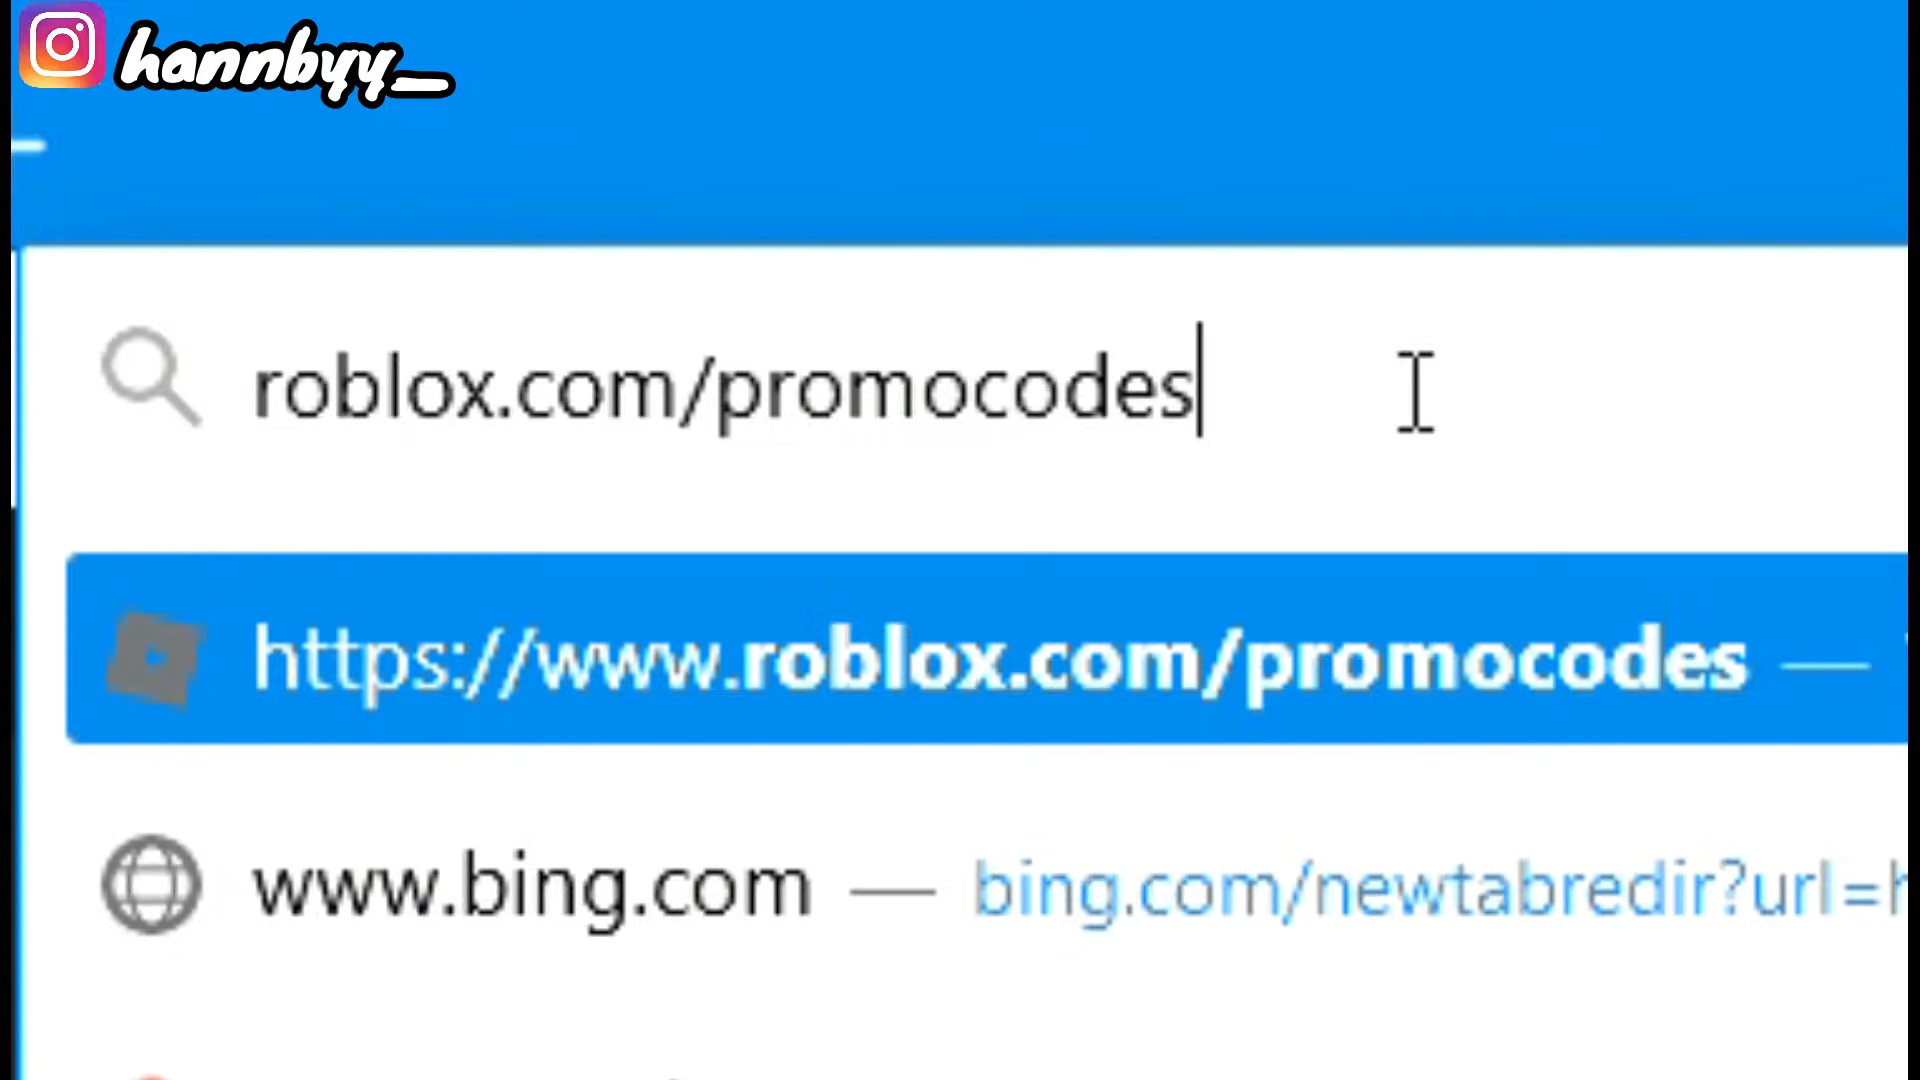 hannbyy_
roblox.com/promocodes
https://www.roblox.com/promocodes —
www.bing.com — bing.com/newtabredir?url=h